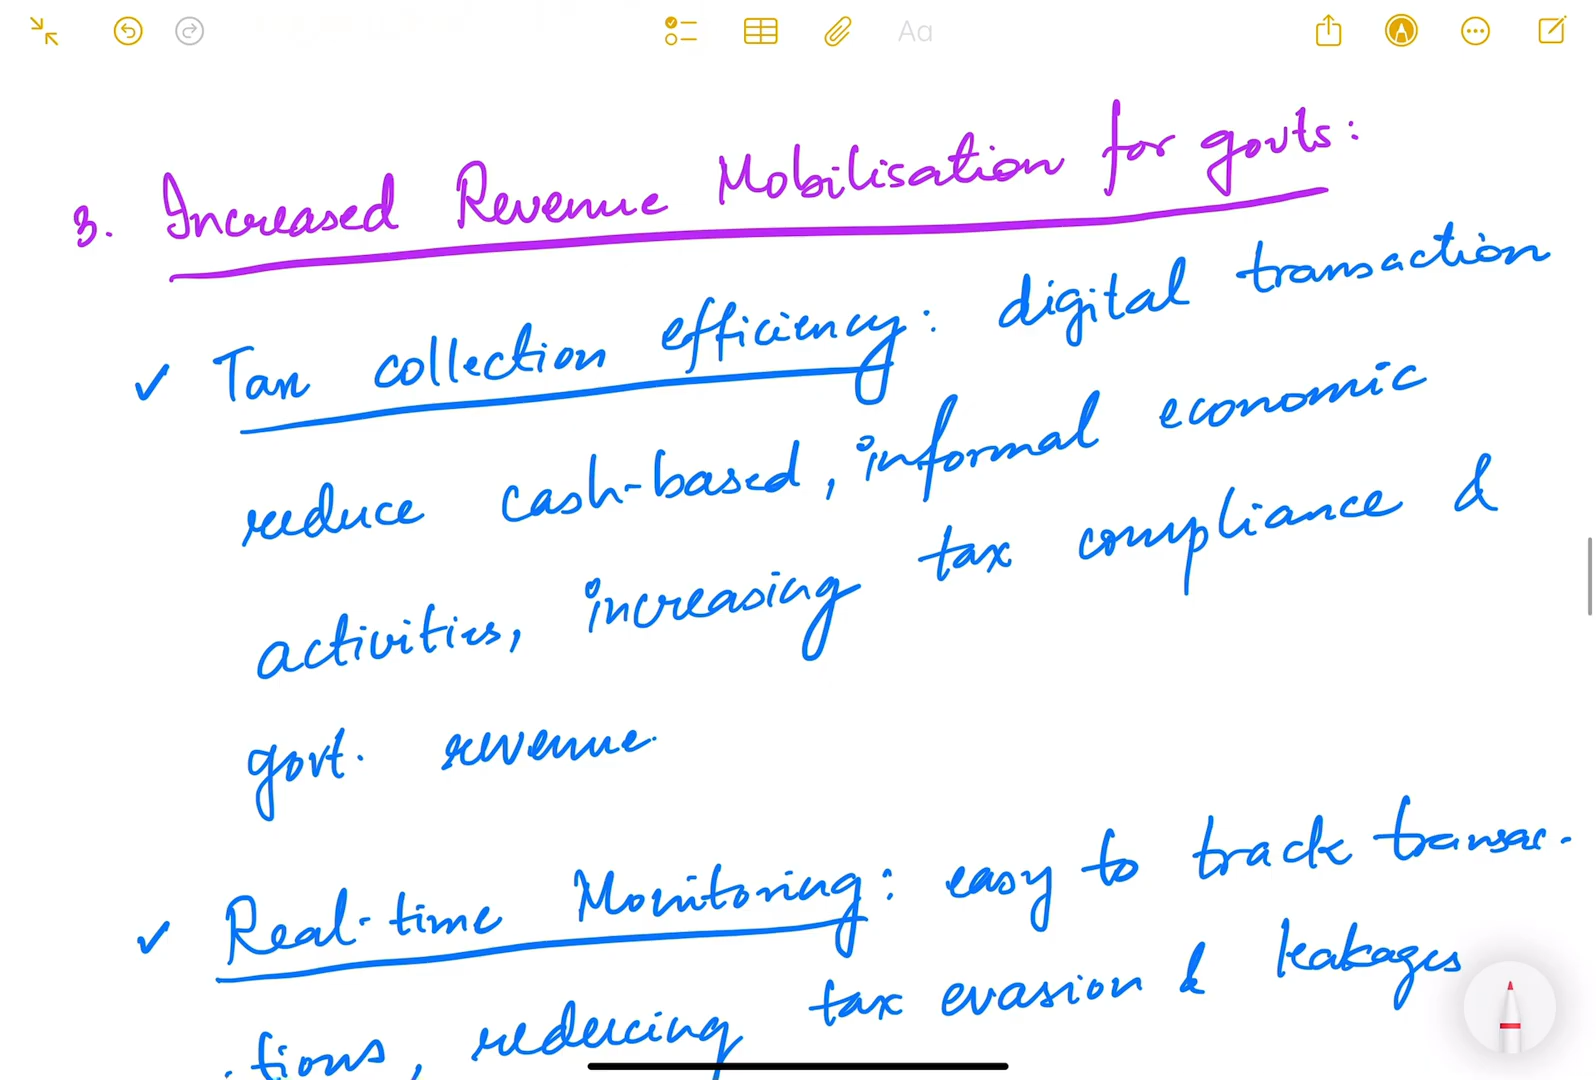 Aa
3. Increased Revenue Mobilisation for govts:
✓ Tax collection efficiency: digital transaction
reduce cash-based, informal economic
activities, increasing tax compliance &
govt. revenue.
✓ Real-time Monitoring: easy to track transac-
-tions, reducing tax evasion & leakages